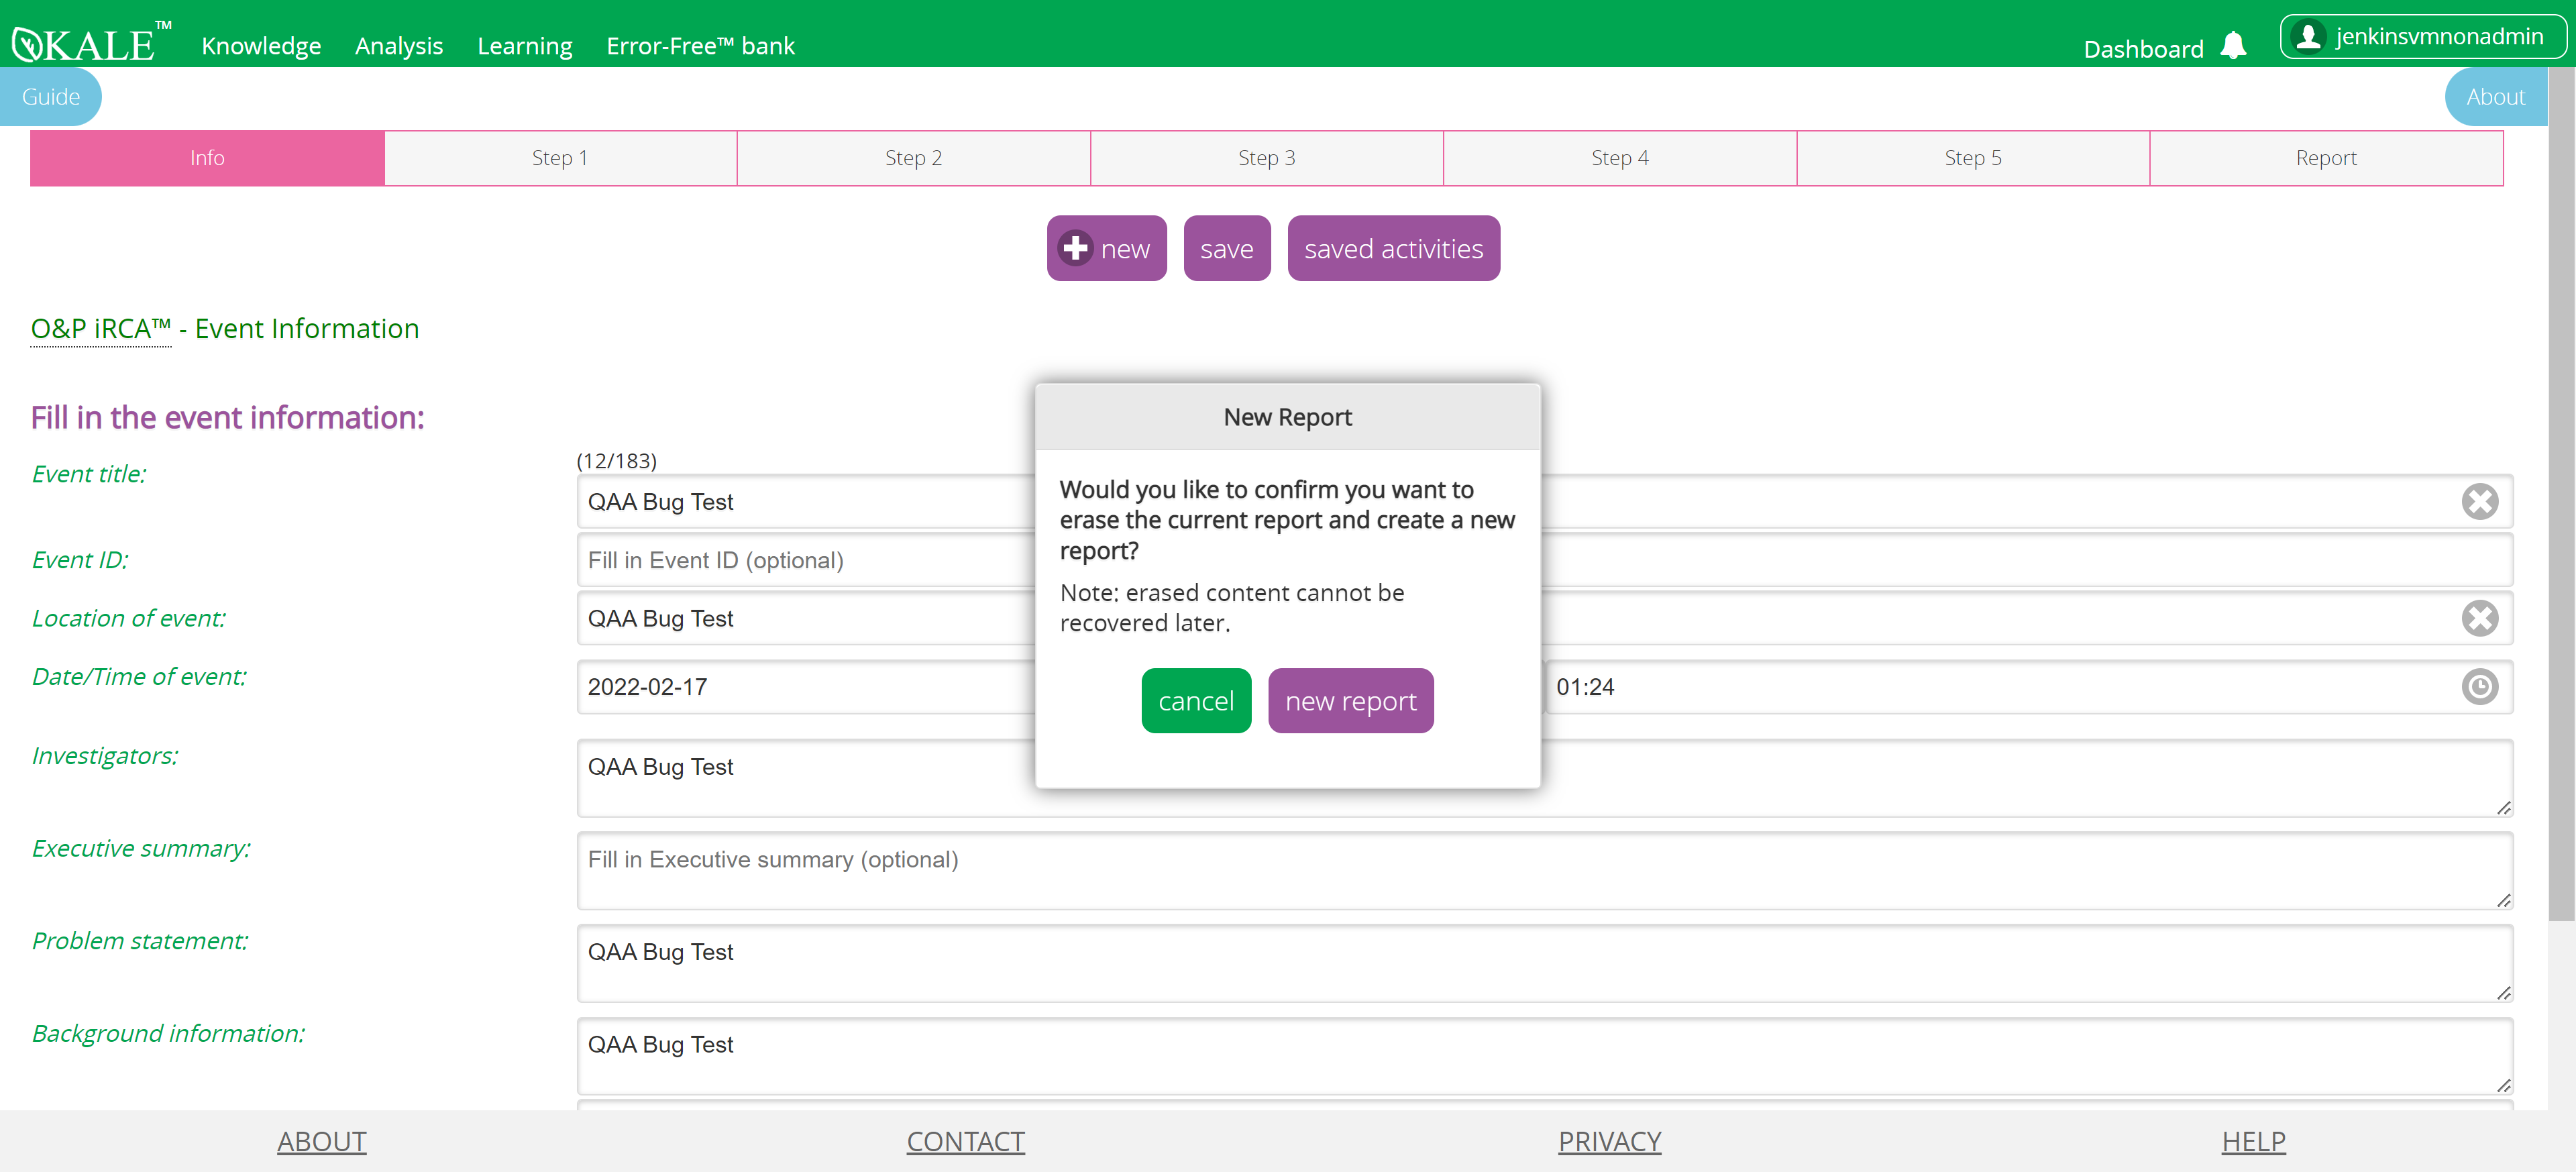 KALE™
Knowledge Analysis Learning Error-Free™ bank
Dashboard
jenkinsvmnonadmin
Guide
About
Info Step 1 Step 2 Step 3 Step 4 Step 5 Report
new save saved activities
O&P iRCA™ - Event Information
Fill in the event information:
Event title:
(12/183)
QAA Bug Test
Event ID:
Fill in Event ID (optional)
Location of event:
QAA Bug Test
Date/Time of event:
2022-02-17
01:24
Investigators:
QAA Bug Test
Executive summary:
Fill in Executive summary (optional)
Problem statement:
QAA Bug Test
Background information:
QAA Bug Test
New Report
Would you like to confirm you want to
erase the current report and create a new
report?
Note: erased content cannot be
recovered later.
cancel new report
ABOUT CONTACT PRIVACY HELP